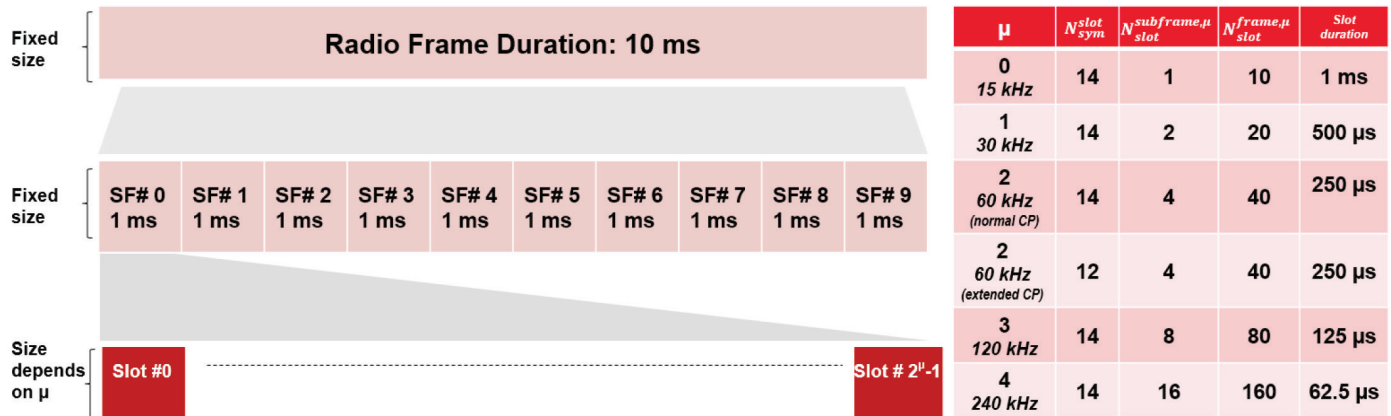 Fixed
size
Radio Frame Duration: 10 ms
Fixed
size
SF# 0 SF# 1 SF# 2 SF# 3 SF# 4 SF# 5 SF# 6 SF# 7 SF# 8 SF# 9
1 ms 1 ms 1 ms 1 ms 1 ms 1 ms 1 ms 1 ms 1 ms 1 ms
Size
depends
on µ
Slot #0 Slot # 2^µ-1
µ N_{sym}^{slot} N_{slot}^{subframe,µ} N_{slot}^{frame,µ} Slot
duration
0
15 kHz 14 1 10 1 ms
1
30 kHz 14 2 20 500 µs
2
60 kHz
(normal CP) 14 4 40 250 µs
2
60 kHz
(extended CP) 12 4 40 250 µs
3
120 kHz 14 8 80 125 µs
4
240 kHz 14 16 160 62.5 µs